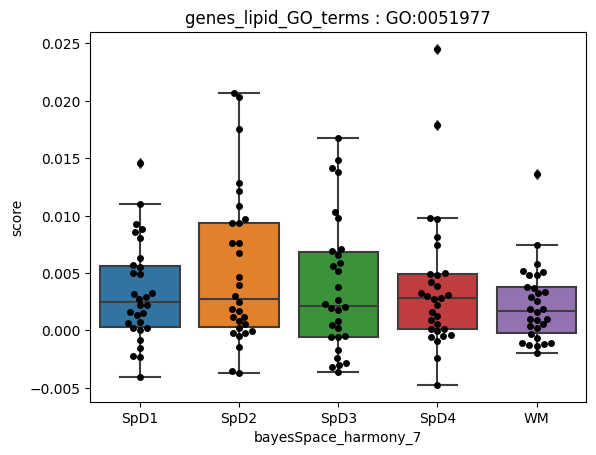 genes_lipid_GO_terms : GO:0051977
0.025
0.020
0.015
0.010
0.005
0.000
−0.005
score
SpD1 SpD2 SpD3 SpD4 WM
bayesSpace_harmony_7